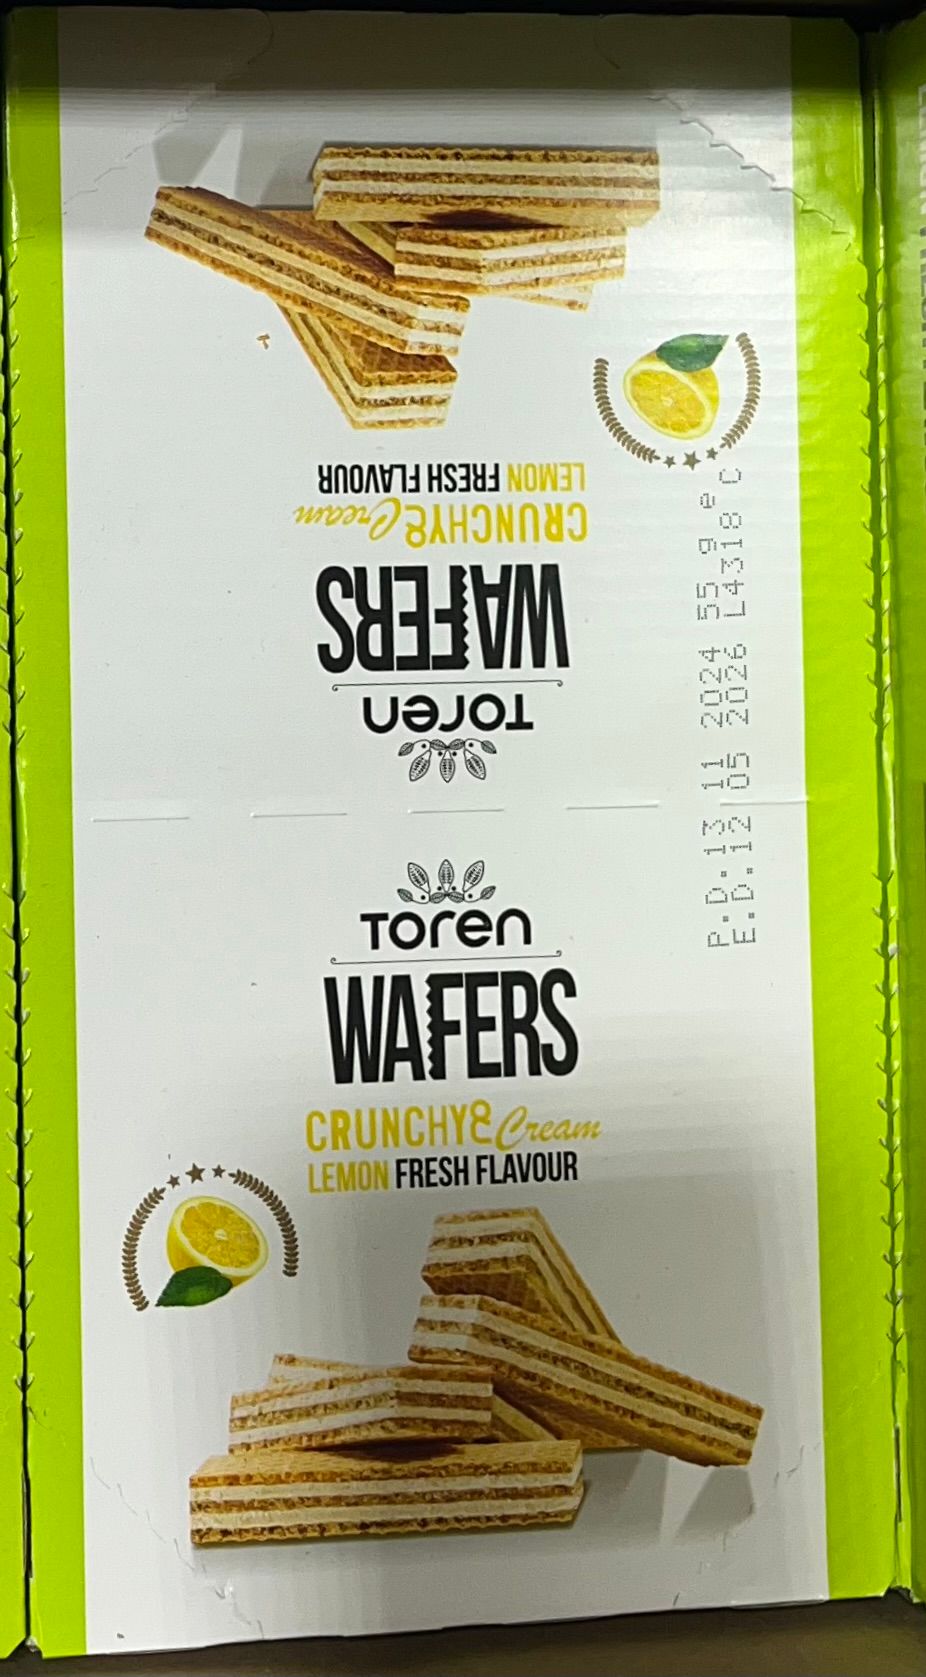 Toren
WAFERS
CRUNCHY& Cream
LEMON FRESH FLAVOUR
Toren
WAFERS
CRUNCHY& Cream
LEMON FRESH FLAVOUR
P.D.13 11 2024 55 g e
E.D.12 05 2026 L4318 C